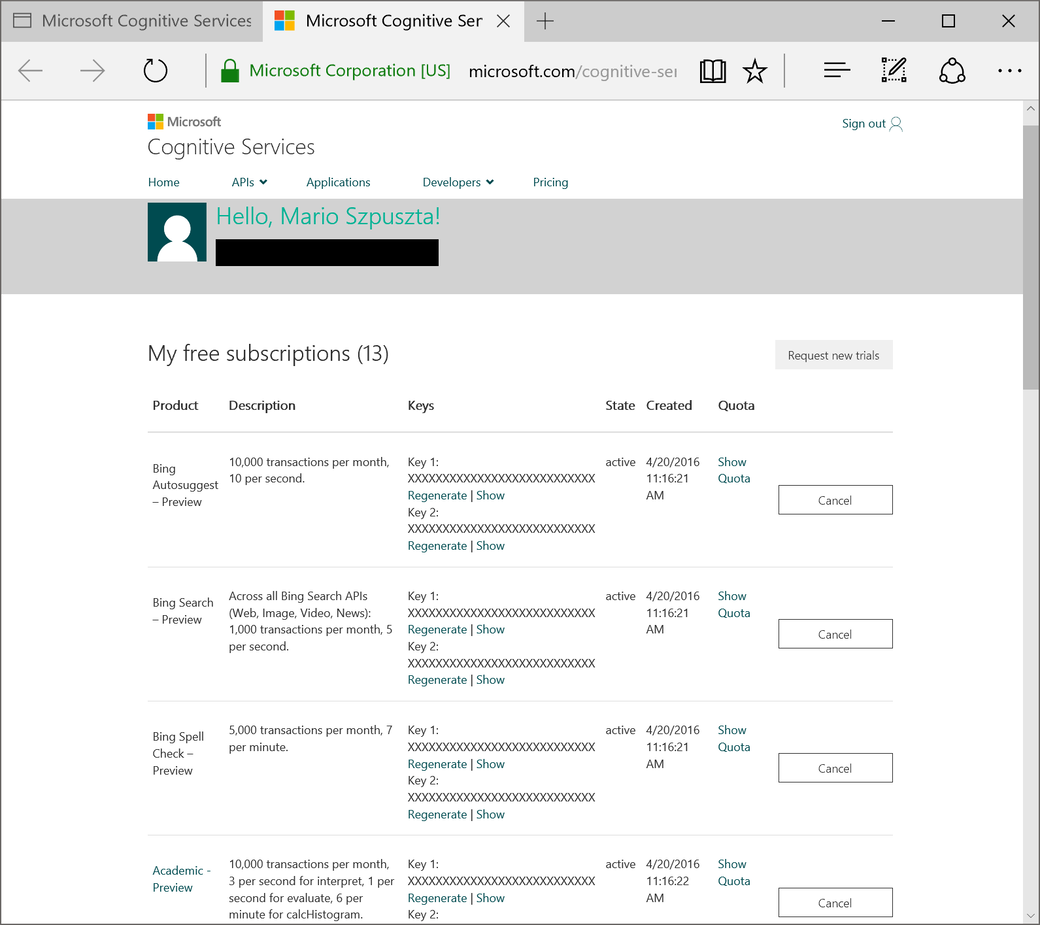 Microsoft Cognitive Services
Microsoft Cognitive Ser
Microsoft Corporation [US]
microsoft.com/cognitive-ser
Microsoft
Sign out
Cognitive Services
Home
APIs
Applications
Developers
Pricing
Hello, Mario Szpuszta!
My free subscriptions (13)
Request new trials
Product
Description
Keys
State
Created
Quota
Bing
Autosuggest
– Preview
10,000 transactions per month,
10 per second.
Key 1:
XXXXXXXXXXXXXXXXXXXXXXXXXXX
Regenerate | Show
Key 2:
XXXXXXXXXXXXXXXXXXXXXXXXXXX
Regenerate | Show
active
4/20/2016
11:16:21
AM
Show
Quota
Cancel
Bing Search
– Preview
Across all Bing Search APIs
(Web, Image, Video, News):
1,000 transactions per month, 5
per second.
Key 1:
XXXXXXXXXXXXXXXXXXXXXXXXXXX
Regenerate | Show
Key 2:
XXXXXXXXXXXXXXXXXXXXXXXXXXX
Regenerate | Show
active
4/20/2016
11:16:21
AM
Show
Quota
Cancel
Bing Spell
Check –
Preview
5,000 transactions per month, 7
per minute.
Key 1:
XXXXXXXXXXXXXXXXXXXXXXXXXXX
Regenerate | Show
Key 2:
XXXXXXXXXXXXXXXXXXXXXXXXXXX
Regenerate | Show
active
4/20/2016
11:16:21
AM
Show
Quota
Cancel
Academic -
Preview
10,000 transactions per month,
3 per second for interpret, 1 per
second for evaluate, 6 per
minute for calcHistogram.
Key 1:
XXXXXXXXXXXXXXXXXXXXXXXXXXX
Regenerate | Show
Key 2:
active
4/20/2016
11:16:22
AM
Show
Quota
Cancel